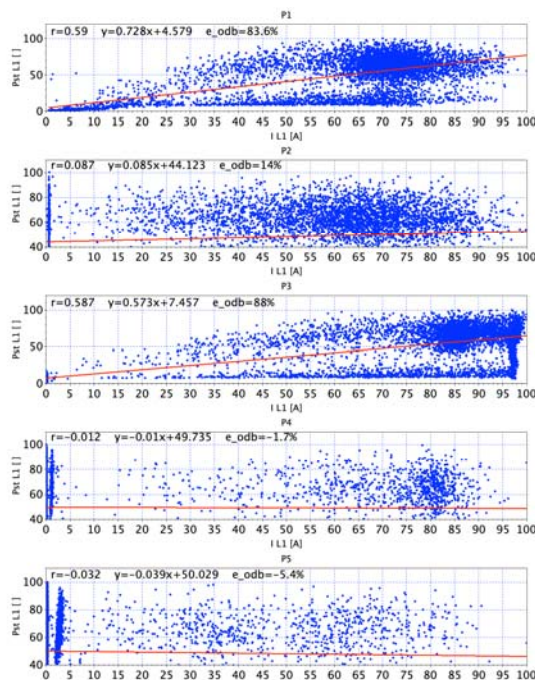 P1
r=0.59 y=0.728x+4.579 e_odb=83.6%
Pst L1 [ ]
100
50
0
0 5 10 15 20 25 30 35 40 45 50 55 60 65 70 75 80 85 90 95 100
I L1 [A]
P2
r=0.087 y=0.085x+44.123 e_odb=14%
Pst L1 [ ]
100
80
60
40
0 5 10 15 20 25 30 35 40 45 50 55 60 65 70 75 80 85 90 95 100
I L1 [A]
P3
r=0.587 y=0.573x+7.457 e_odb=88%
Pst L1 [ ]
100
50
0
0 5 10 15 20 25 30 35 40 45 50 55 60 65 70 75 80 85 90 95 100
I L1 [A]
P4
r=-0.012 y=-0.01x+49.735 e_odb=-1.7%
Pst L1 [ ]
100
80
60
40
0 5 10 15 20 25 30 35 40 45 50 55 60 65 70 75 80 85 90 95 100
I L1 [A]
P5
r=-0.032 y=-0.039x+50.029 e_odb=-5.4%
Pst L1 [ ]
100
80
60
40
0 5 10 15 20 25 30 35 40 45 50 55 60 65 70 75 80 85 90 95 100
I L1 [A]